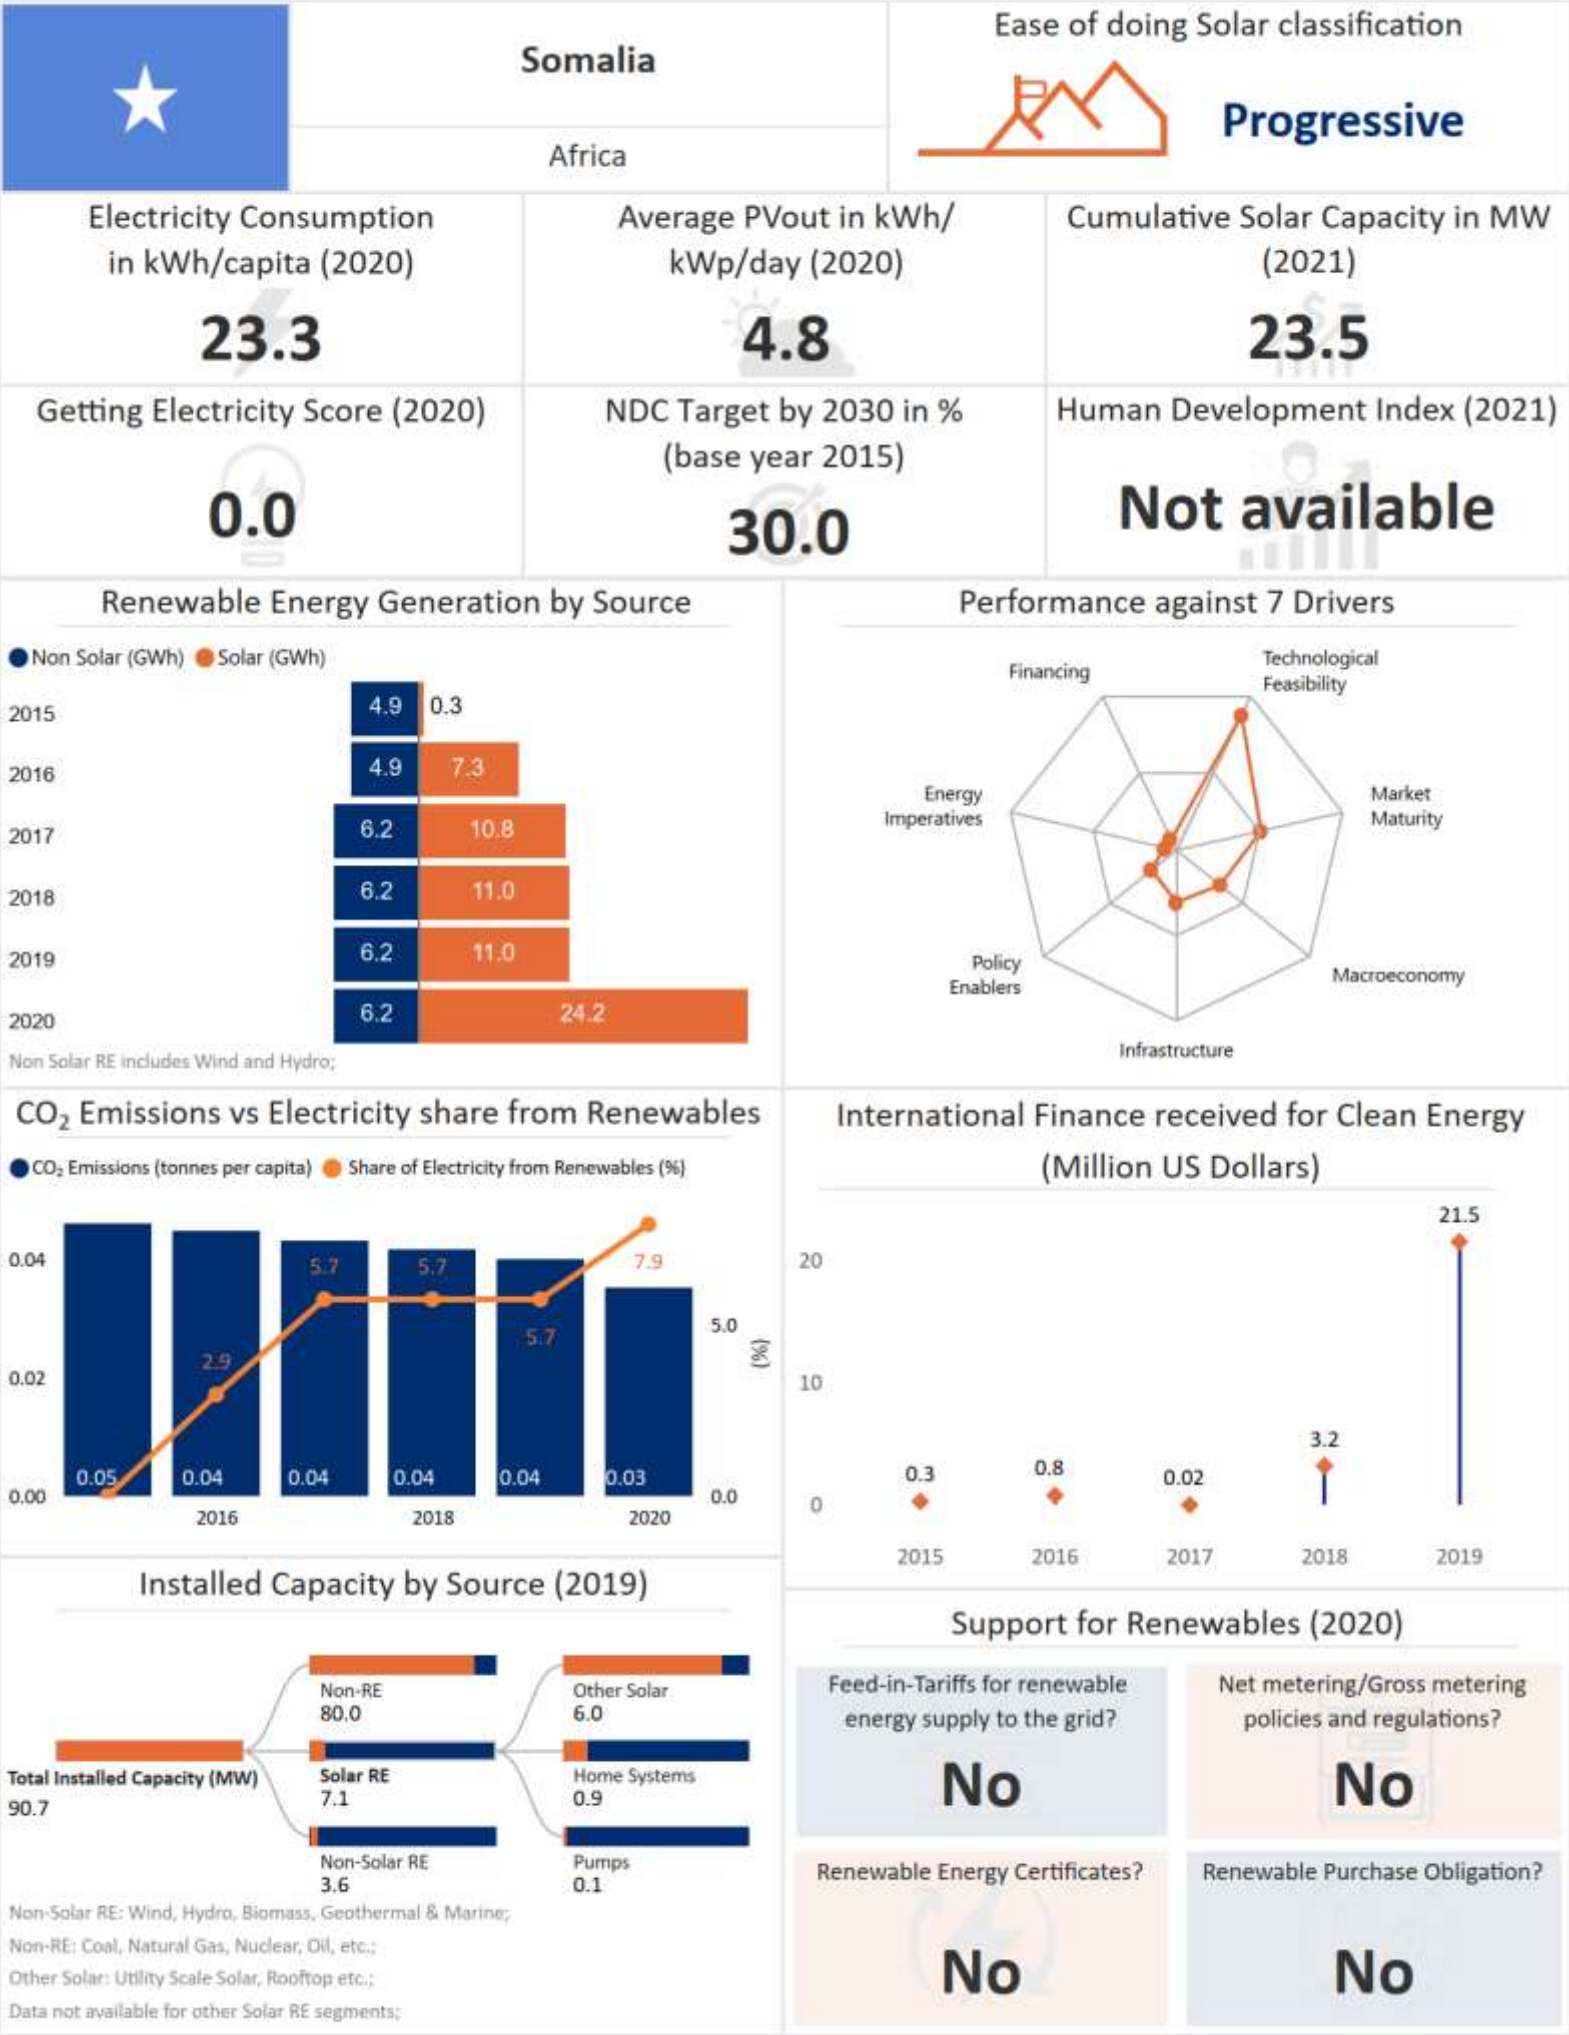 Somalia
Africa
Ease of doing Solar classification
Progressive
Electricity Consumption
in kWh/capita (2020)
23.3
Average PVout in kWh/
kWp/day (2020)
4.8
Cumulative Solar Capacity in MW
(2021)
23.5
Getting Electricity Score (2020)
0.0
NDC Target by 2030 in %
(base year 2015)
30.0
Human Development Index (2021)
Not available
Renewable Energy Generation by Source
Non Solar (GWh) Solar (GWh)
2015 4.9 0.3
2016 4.9 7.3
2017 6.2 10.8
2018 6.2 11.0
2019 6.2 11.0
2020 6.2 24.2
Non Solar RE includes Wind and Hydro;
Performance against 7 Drivers
Technological
Feasibility
Financing
Energy
Imperatives
Market
Maturity
Policy
Enablers
Macroeconomy
Infrastructure
CO₂ Emissions vs Electricity share from Renewables
CO₂ Emissions (tonnes per capita) Share of Electricity from Renewables (%)
0.04 5.7 5.7 7.9
5.0
5.7
(%)
2.9
0.02
0.05 0.04 0.04 0.04 0.04 0.03
0.00 0.0
2016 2018 2020
International Finance received for Clean Energy
(Million US Dollars)
21.5
20
10
3.2
0.3 0.8 0.02
0
2015 2016 2017 2018 2019
Installed Capacity by Source (2019)
Non-RE
80.0
Other Solar
6.0
Total Installed Capacity (MW)
90.7
Solar RE
7.1
Home Systems
0.9
Non-Solar RE
3.6
Pumps
0.1
Non-Solar RE: Wind, Hydro, Biomass, Geothermal & Marine;
Non-RE: Coal, Natural Gas, Nuclear, Oil, etc.;
Other Solar: Utility Scale Solar, Rooftop etc.;
Data not available for other Solar RE segments;
Support for Renewables (2020)
Feed-in-Tariffs for renewable
energy supply to the grid?
No
Net metering/Gross metering
policies and regulations?
No
Renewable Energy Certificates?
No
Renewable Purchase Obligation?
No